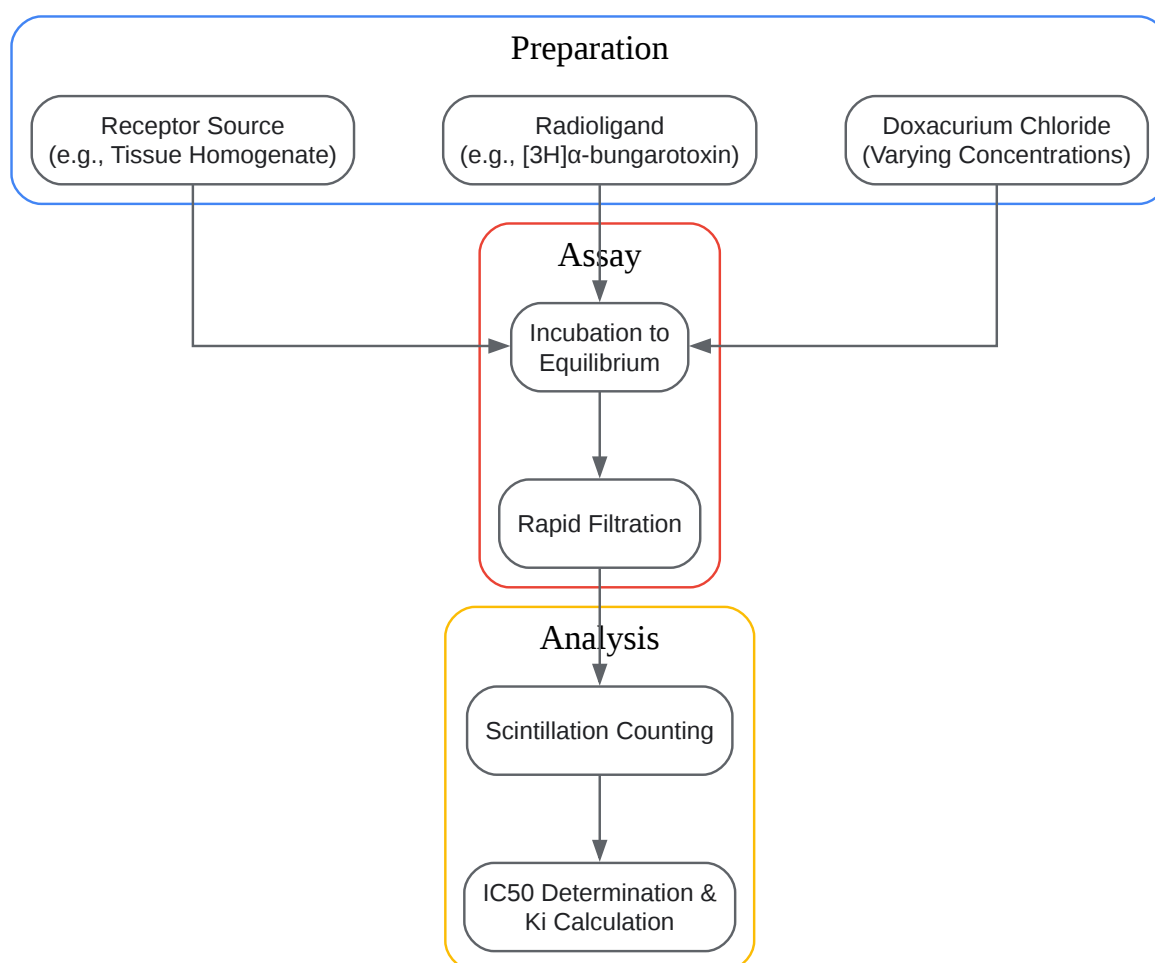 Preparation
Receptor Source
(e.g., Tissue Homogenate)
Radioligand
(e.g., [3H]α-bungarotoxin)
Doxacurium Chloride
(Varying Concentrations)
Assay
Incubation to
Equilibrium
Rapid Filtration
Analysis
Scintillation Counting
IC50 Determination &
Ki Calculation